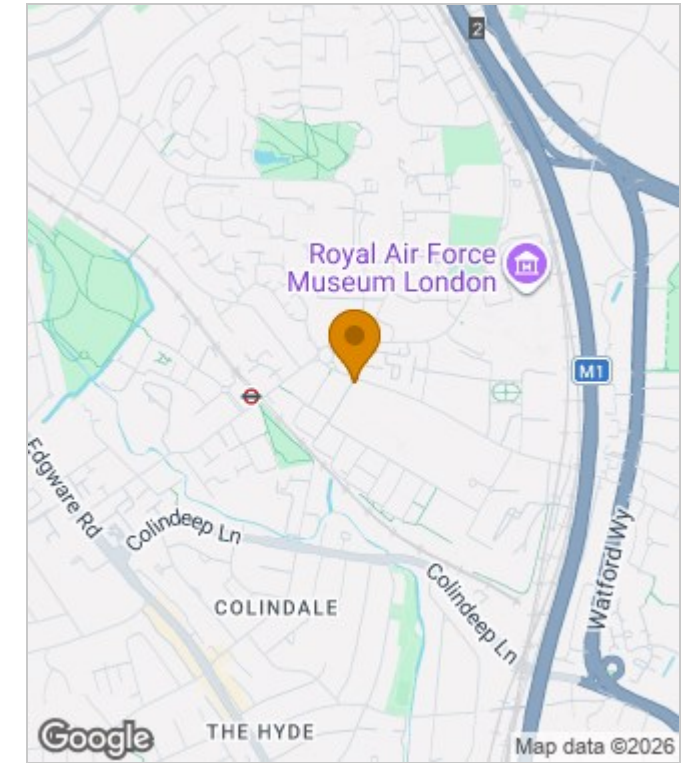 2
Royal Air Force
Museum London
M1
Edgware Rd
Colindeep Ln
Colindeep Ln
Watford Wy
COLINDALE
THE HYDE
Google
Map data ©2026